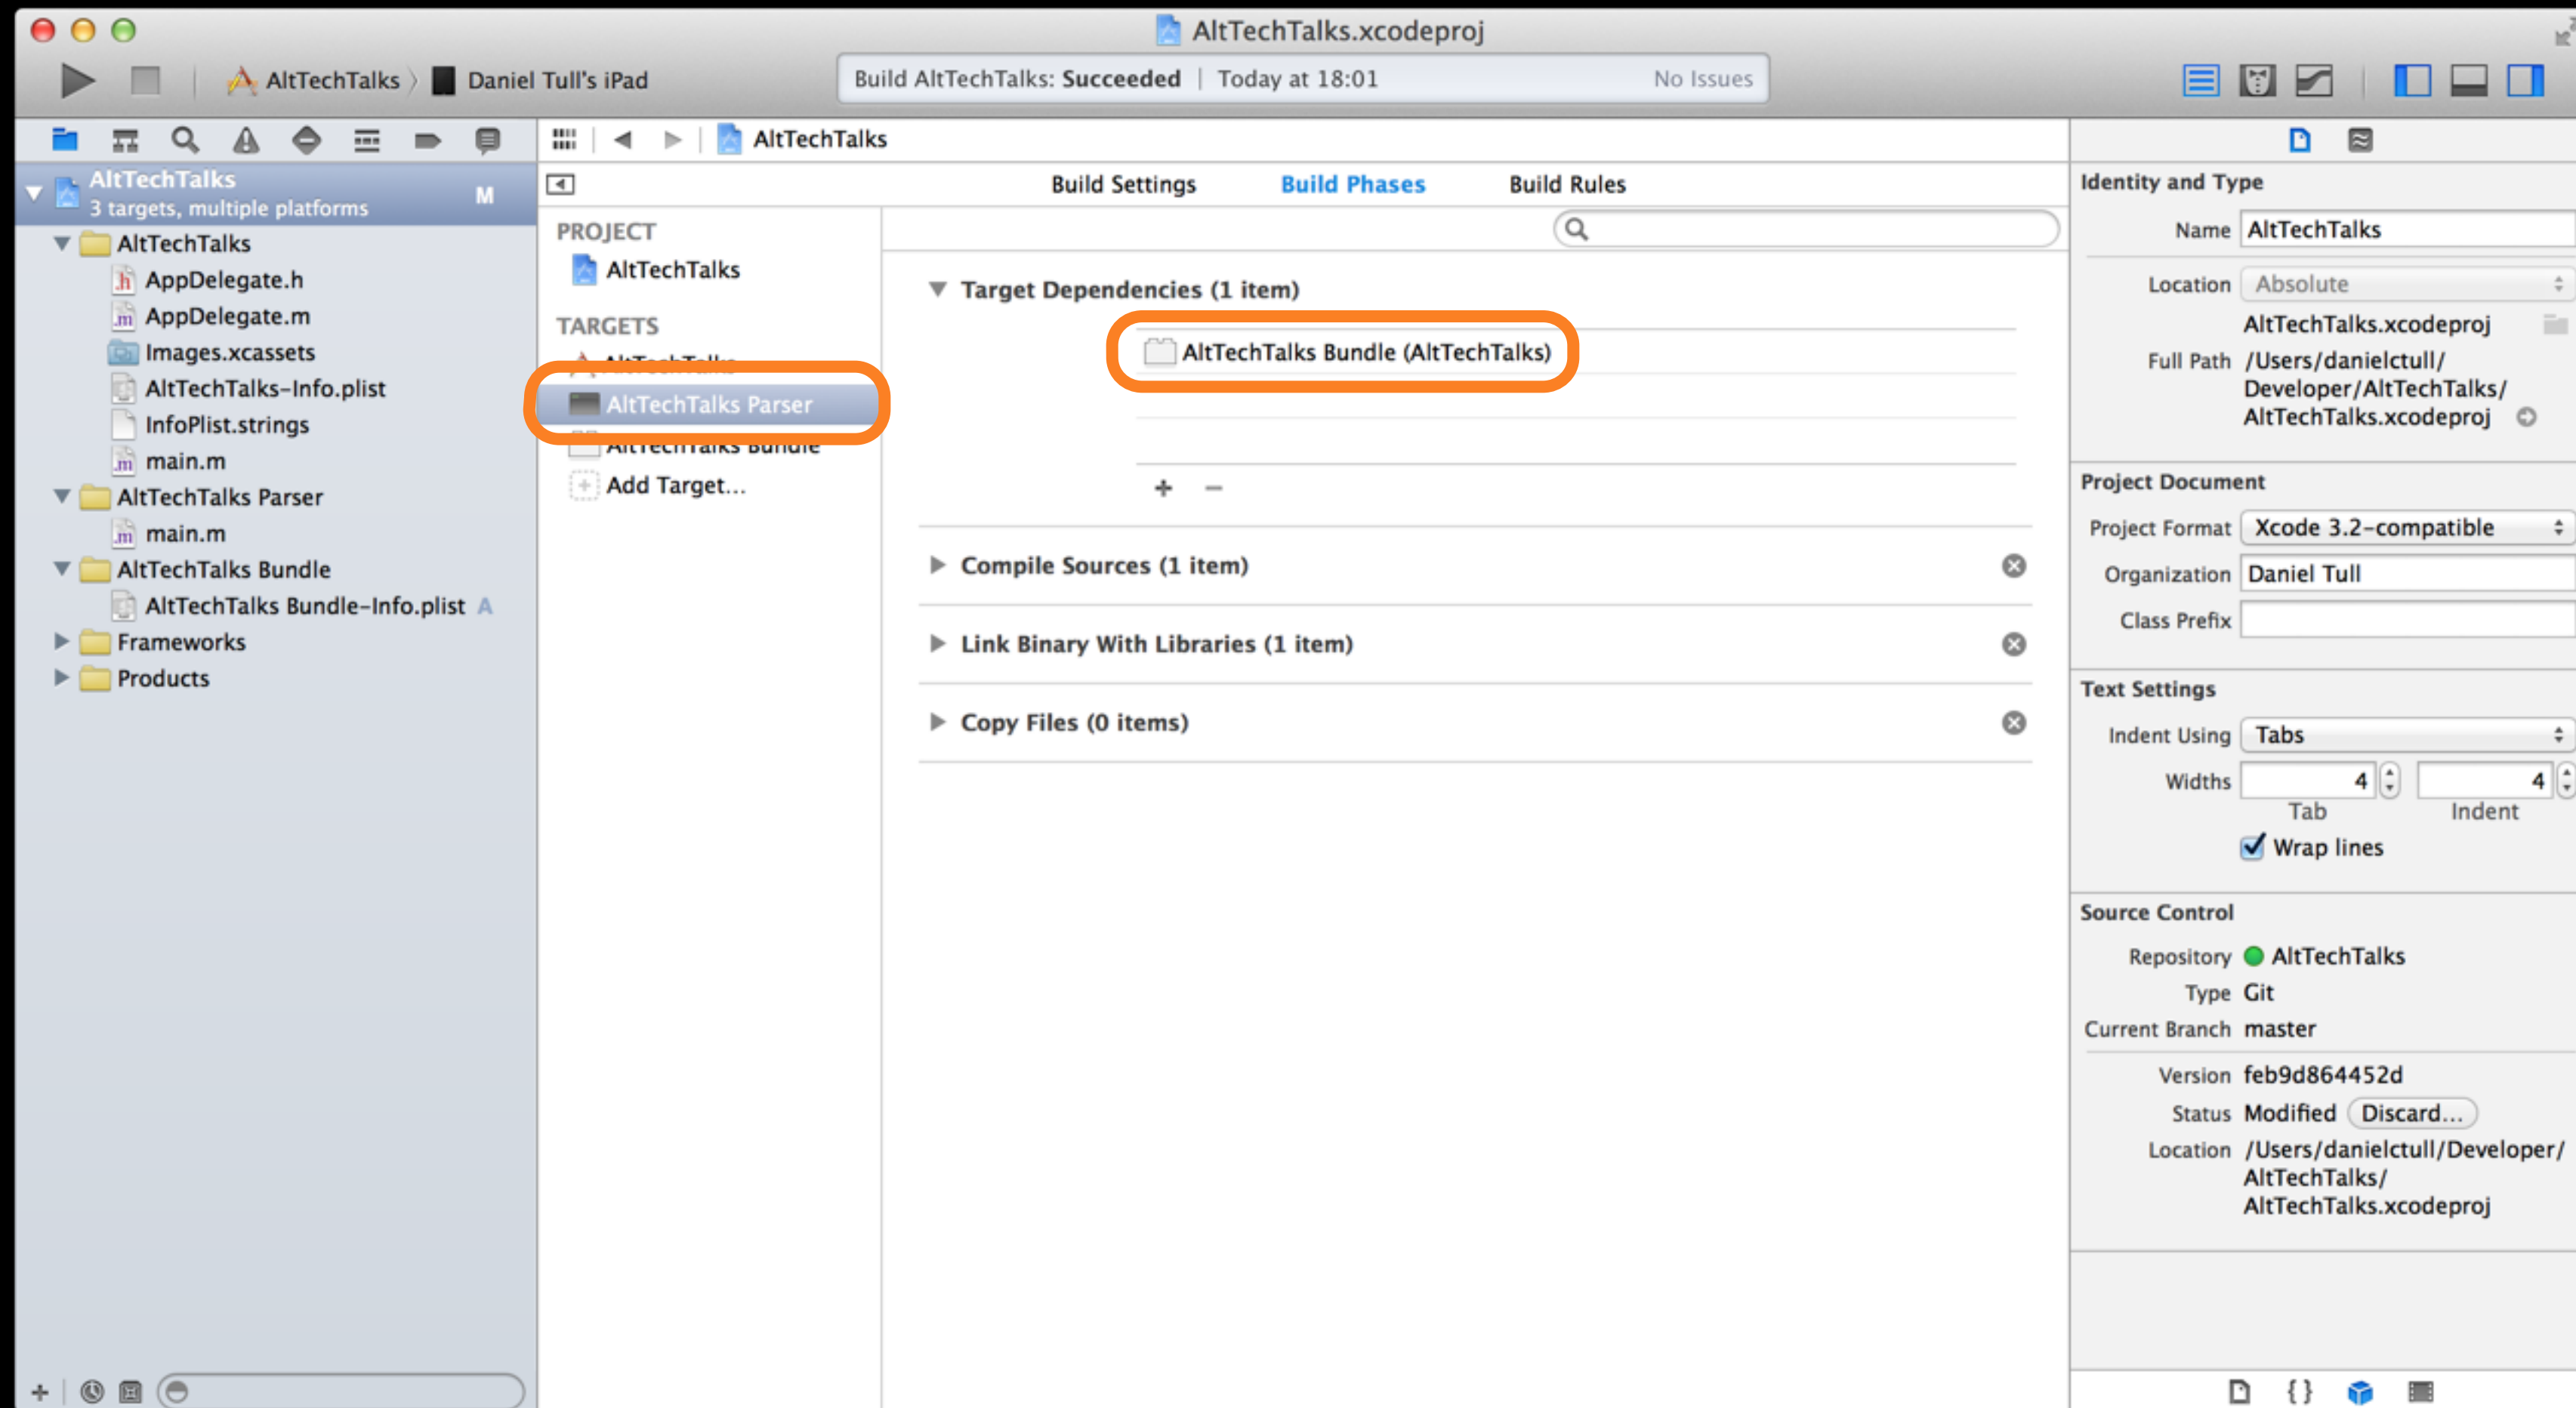 AltTechTalks.xcodeproj
AltTechTalks Daniel Tull's iPad
Build AltTechTalks: Succeeded | Today at 18:01 No Issues
AltTechTalks
AltTechTalks
3 targets, multiple platforms
M
AltTechTalks
AppDelegate.h
AppDelegate.m
Images.xcassets
AltTechTalks-Info.plist
InfoPlist.strings
main.m
AltTechTalks Parser
main.m
AltTechTalks Bundle
AltTechTalks Bundle-Info.plist A
Frameworks
Products
Build Settings Build Phases Build Rules
PROJECT
AltTechTalks
TARGETS
AltTechTalks
AltTechTalks Parser
AltTechTalks Bundle
Add Target...
Target Dependencies (1 item)
AltTechTalks Bundle (AltTechTalks)
Compile Sources (1 item)
Link Binary With Libraries (1 item)
Copy Files (0 items)
Identity and Type
Name AltTechTalks
Location Absolute
AltTechTalks.xcodeproj
Full Path /Users/danielctull/
Developer/AltTechTalks/
AltTechTalks.xcodeproj
Project Document
Project Format Xcode 3.2-compatible
Organization Daniel Tull
Class Prefix
Text Settings
Indent Using Tabs
Widths 4 4
Tab Indent
Wrap lines
Source Control
Repository AltTechTalks
Type Git
Current Branch master
Version feb9d864452d
Status Modified Discard...
Location /Users/danielctull/Developer/
AltTechTalks/
AltTechTalks.xcodeproj